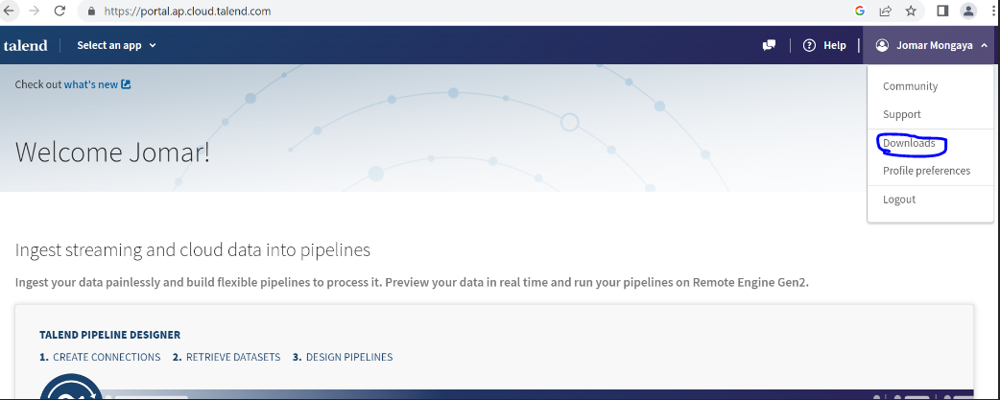 https://portal.ap.cloud.talend.com
talend Select an app Help Jomar Mongaya
Check out what's new
Community
Support
Downloads
Profile preferences
Logout
Welcome Jomar!
Ingest streaming and cloud data into pipelines
Ingest your data painlessly and build flexible pipelines to process it. Preview your data in real time and run your pipelines on Remote Engine Gen2.
TALEND PIPELINE DESIGNER
1. CREATE CONNECTIONS 2. RETRIEVE DATASETS 3. DESIGN PIPELINES